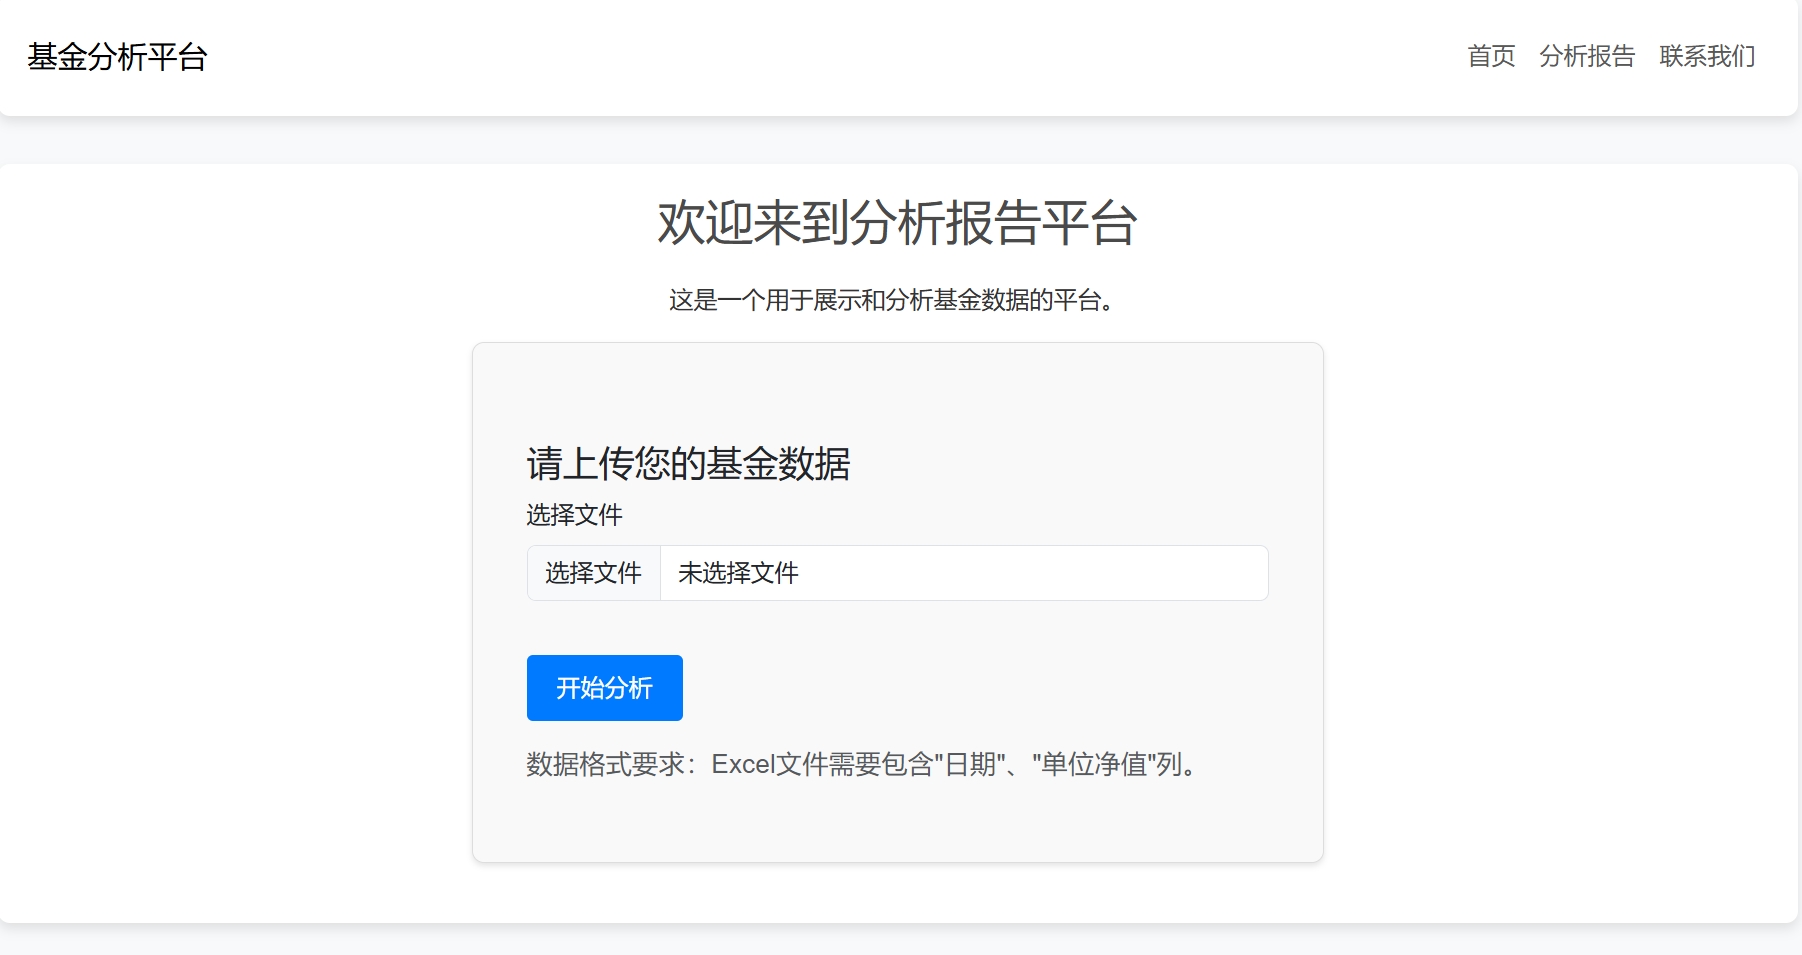 基金分析平台
首页 分析报告 联系我们
欢迎来到分析报告平台
这是一个用于展示和分析基金数据的平台。
请上传您的基金数据
选择文件
选择文件 未选择文件
开始分析
数据格式要求：Excel文件需要包含"日期"、"单位净值"列。